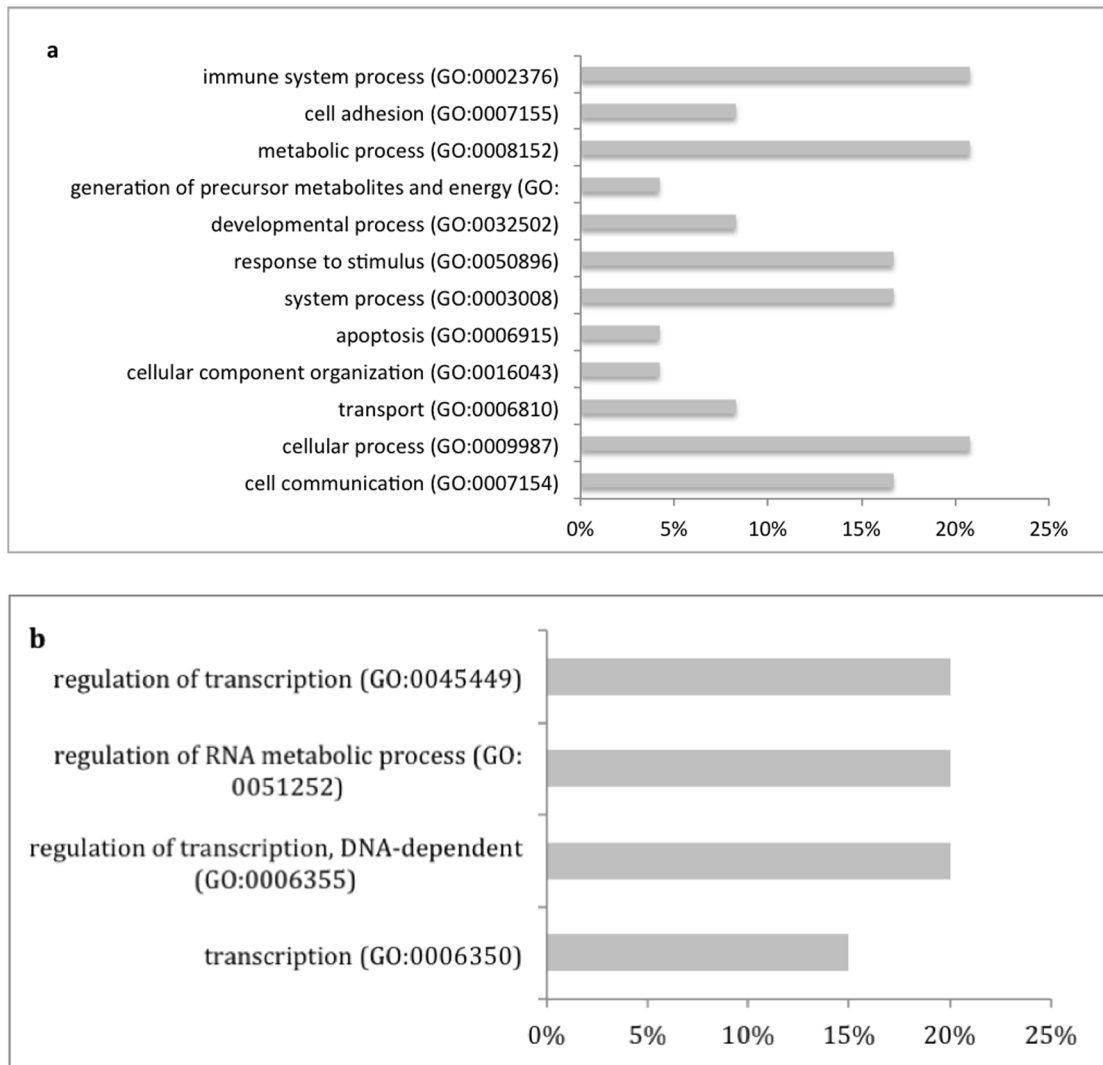 a
immune system process (GO:0002376)
cell adhesion (GO:0007155)
metabolic process (GO:0008152)
generation of precursor metabolites and energy (GO:
developmental process (GO:0032502)
response to stimulus (GO:0050896)
system process (GO:0003008)
apoptosis (GO:0006915)
cellular component organization (GO:0016043)
transport (GO:0006810)
cellular process (GO:0009987)
cell communication (GO:0007154)
0% 5% 10% 15% 20% 25%
b
regulation of transcription (GO:0045449)
regulation of RNA metabolic process (GO:
0051252)
regulation of transcription, DNA-dependent
(GO:0006355)
transcription (GO:0006350)
0% 5% 10% 15% 20% 25%